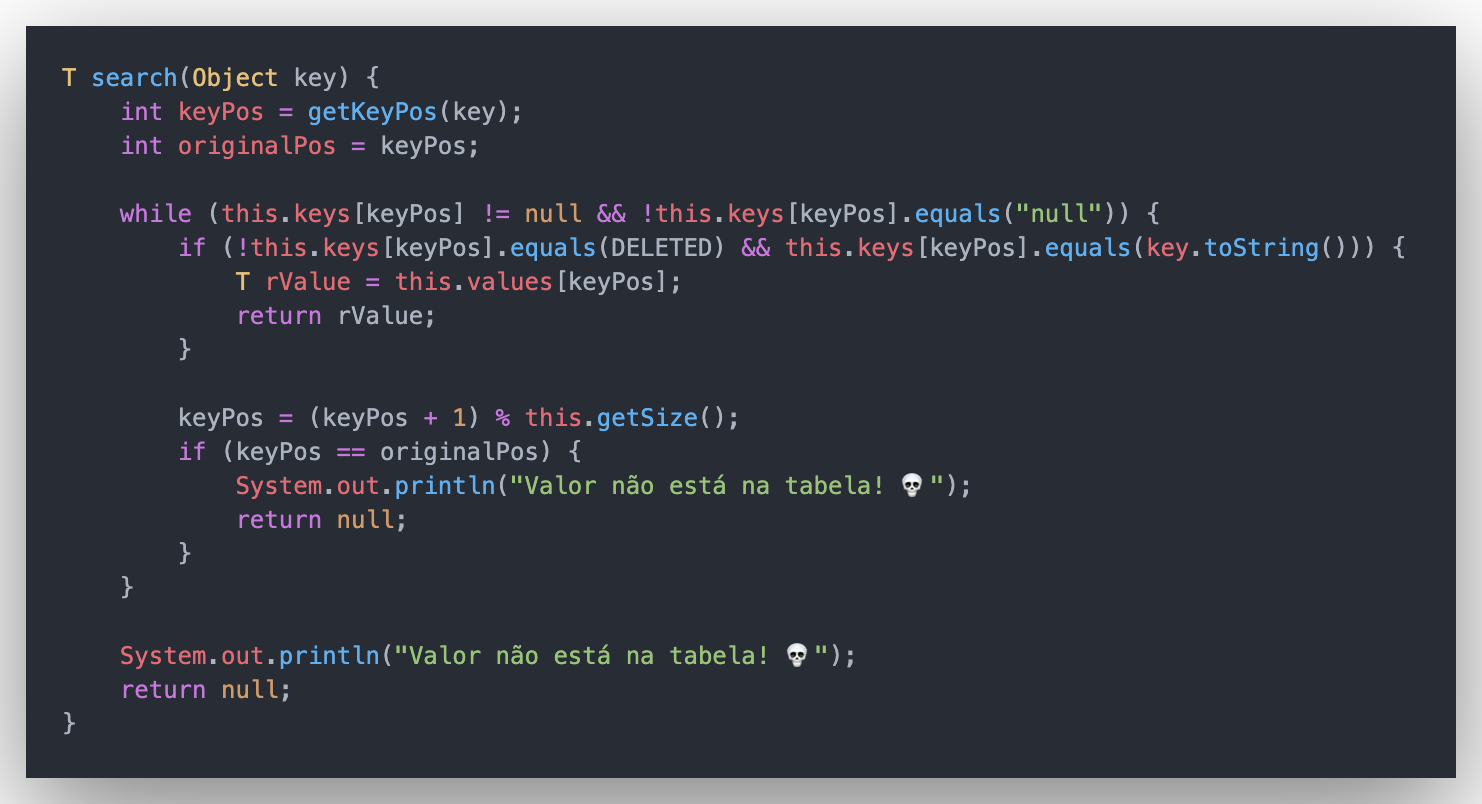 T search(Object key) {
    int keyPos = getKeyPos(key);
    int originalPos = keyPos;

    while (this.keys[keyPos] != null && !this.keys[keyPos].equals("null")) {
        if (!this.keys[keyPos].equals(DELETED) && this.keys[keyPos].equals(key.toString())) {
            T rValue = this.values[keyPos];
            return rValue;
        }

        keyPos = (keyPos + 1) % this.getSize();
        if (keyPos == originalPos) {
            System.out.println("Valor não está na tabela! 💀");
            return null;
        }
    }

    System.out.println("Valor não está na tabela! 💀");
    return null;
}